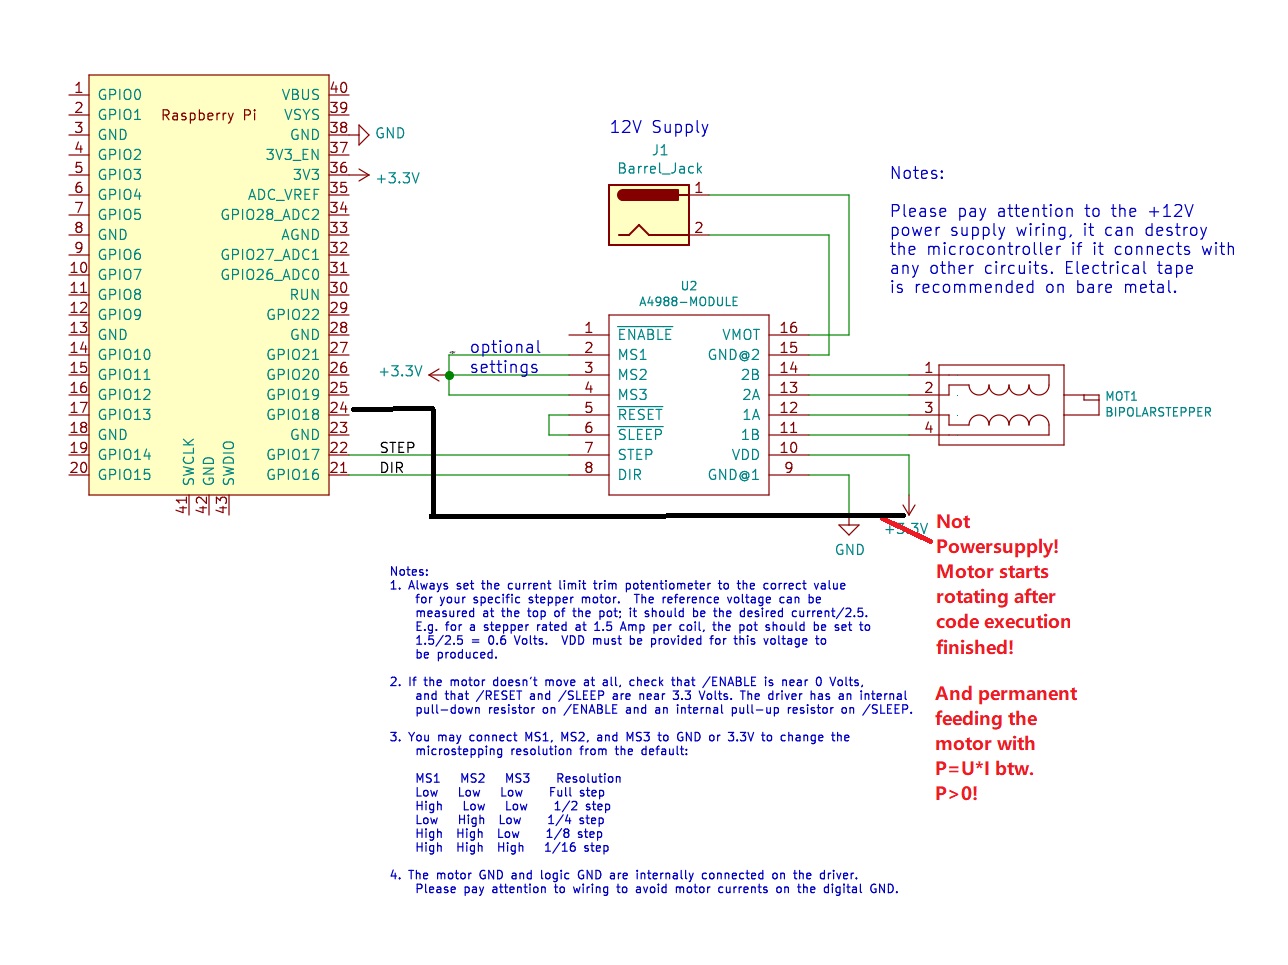 Raspberry Pi
1 GPIO0 VBUS 40
2 GPIO1 VSYS 39
3 GND GND 38 GND
4 GPIO2 3V3_EN 37
5 GPIO3 3V3 36 +3.3V
6 GPIO4 ADC_VREF 35
7 GPIO5 GPIO28_ADC2 34
8 GND AGND 33
9 GPIO6 GPIO27_ADC1 32
10 GPIO7 GPIO26_ADC0 31
11 GPIO8 RUN 30
12 GPIO9 GPIO22 29
13 GND GND 28
14 GPIO10 GPIO21 27
15 GPIO11 GPIO20 26
16 GPIO12 GPIO19 25
17 GPIO13 GPIO18 24
18 GND GND 23
19 GPIO14 GPIO17 22 STEP
20 GPIO15 GPIO16 21 DIR
SWCLK GND SWDIO
41 42 43
12V Supply
J1
Barrel_Jack
1
2
Notes:
Please pay attention to the +12V
power supply wiring, it can destroy
the microcontroller if it connects with
any other circuits. Electrical tape
is recommended on bare metal.
U2
A4988-MODULE
optional
settings
+3.3V
1 ENABLE VMOT 16
2 MS1 GND@2 15
3 MS2 2B 14
4 MS3 2A 13
5 RESET 1A 12
6 SLEEP 1B 11
7 STEP VDD 10
8 DIR GND@1 9
1
2
3
4
MOT1
BIPOLARSTEPPER
+3.3V
GND
Not
Powersupply!
Motor starts
rotating after
code execution
finished!
And permanent
feeding the
motor with
P=U*I btw.
P>0!
Notes:
1. Always set the current limit trim potentiometer to the correct value
for your specific stepper motor. The reference voltage can be
measured at the top of the pot; it should be the desired current/2.5.
E.g. for a stepper rated at 1.5 Amp per coil, the pot should be set to
1.5/2.5 = 0.6 Volts. VDD must be provided for this voltage to
be produced.
2. If the motor doesn't move at all, check that /ENABLE is near 0 Volts,
and that /RESET and /SLEEP are near 3.3 Volts. The driver has an internal
pull-down resistor on /ENABLE and an internal pull-up resistor on /SLEEP.
3. You may connect MS1, MS2, and MS3 to GND or 3.3V to change the
microstepping resolution from the default:
MS1 MS2 MS3 Resolution
Low Low Low Full step
High Low Low 1/2 step
Low High Low 1/4 step
High High Low 1/8 step
High High High 1/16 step
4. The motor GND and logic GND are internally connected on the driver.
Please pay attention to wiring to avoid motor currents on the digital GND.